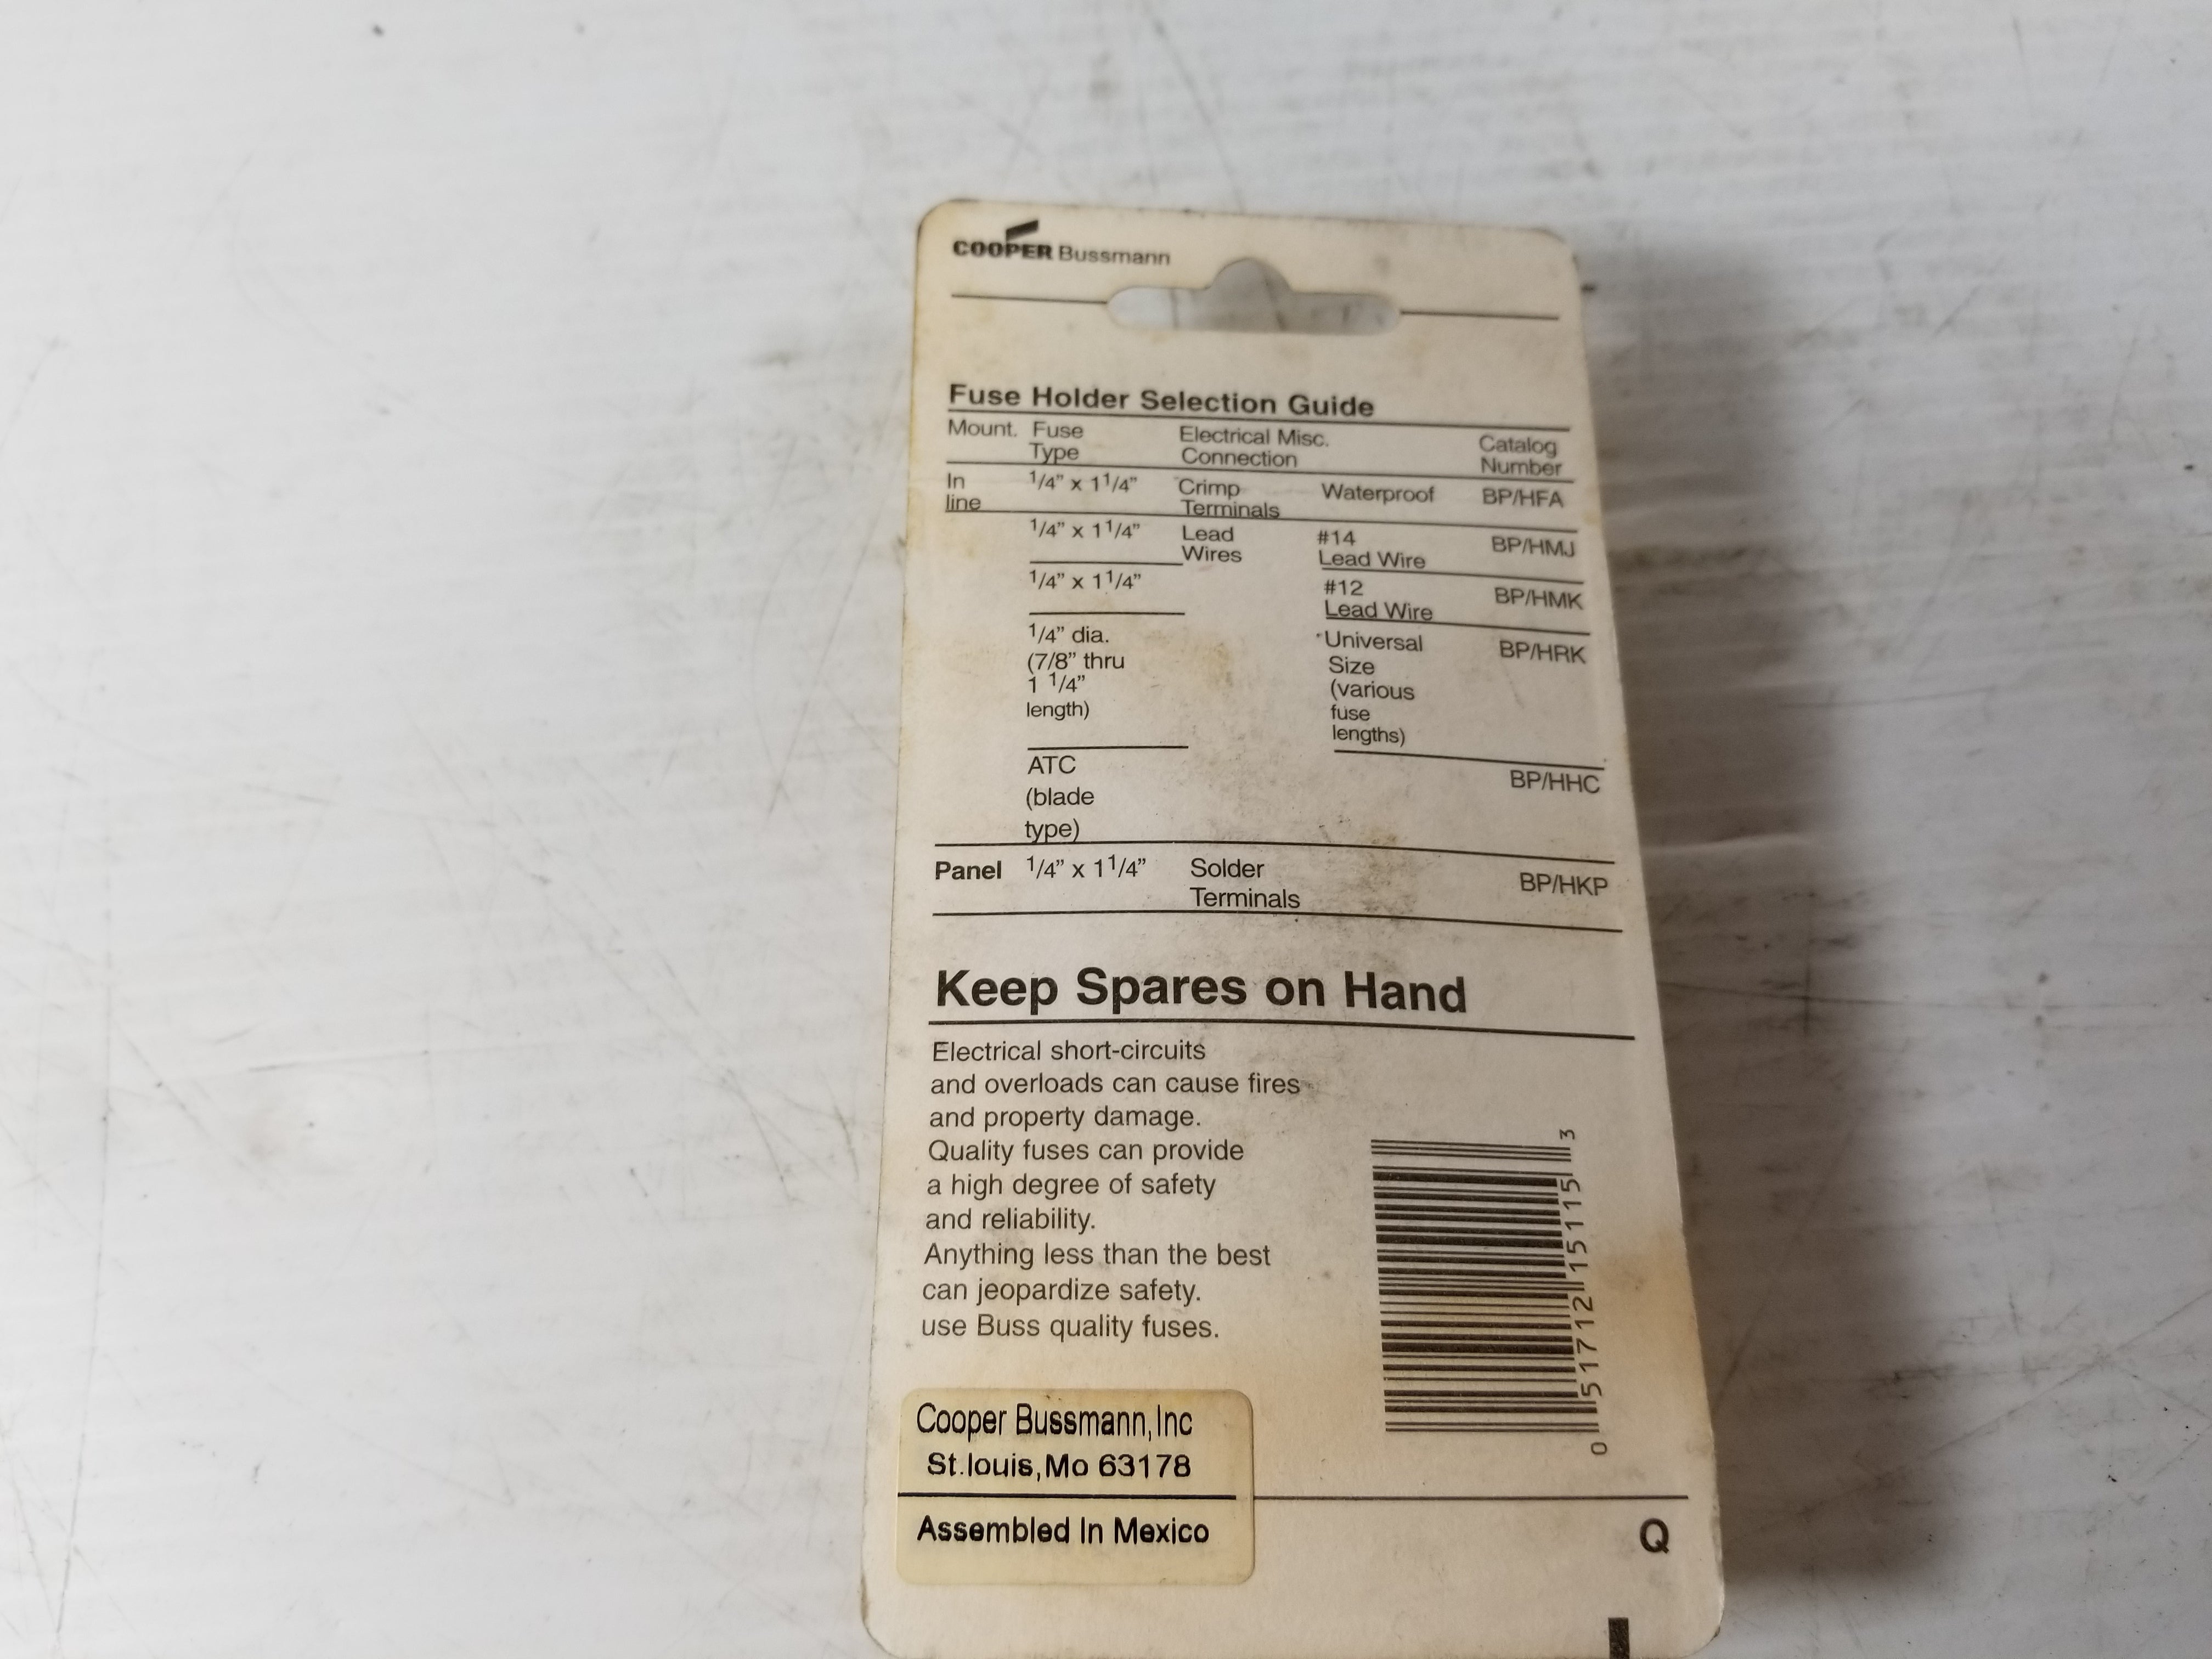 COOPER Bussmann
Fuse Holder Selection Guide
Mount. Fuse Type Electrical Connection Misc. Catalog Number
In line 1/4" x 11/4" Crimp Terminals Waterproof BP/HFA
1/4" x 11/4" Lead Wires #14 Lead Wire BP/HMJ
1/4" x 11/4" #12 Lead Wire BP/HMK
1/4" dia. (7/8" thru 1 1/4" length) *Universal Size (various fuse lengths) BP/HRK
ATC (blade type) BP/HHC
Panel 1/4" x 11/4" Solder Terminals BP/HKP
Keep Spares on Hand
Electrical short-circuits
and overloads can cause fires
and property damage.
Quality fuses can provide
a high degree of safety
and reliability.
Anything less than the best
can jeopardize safety.
use Buss quality fuses.
0 51712 15115 3
Cooper Bussmann,Inc
St.louis,Mo 63178
Assembled In Mexico
Q